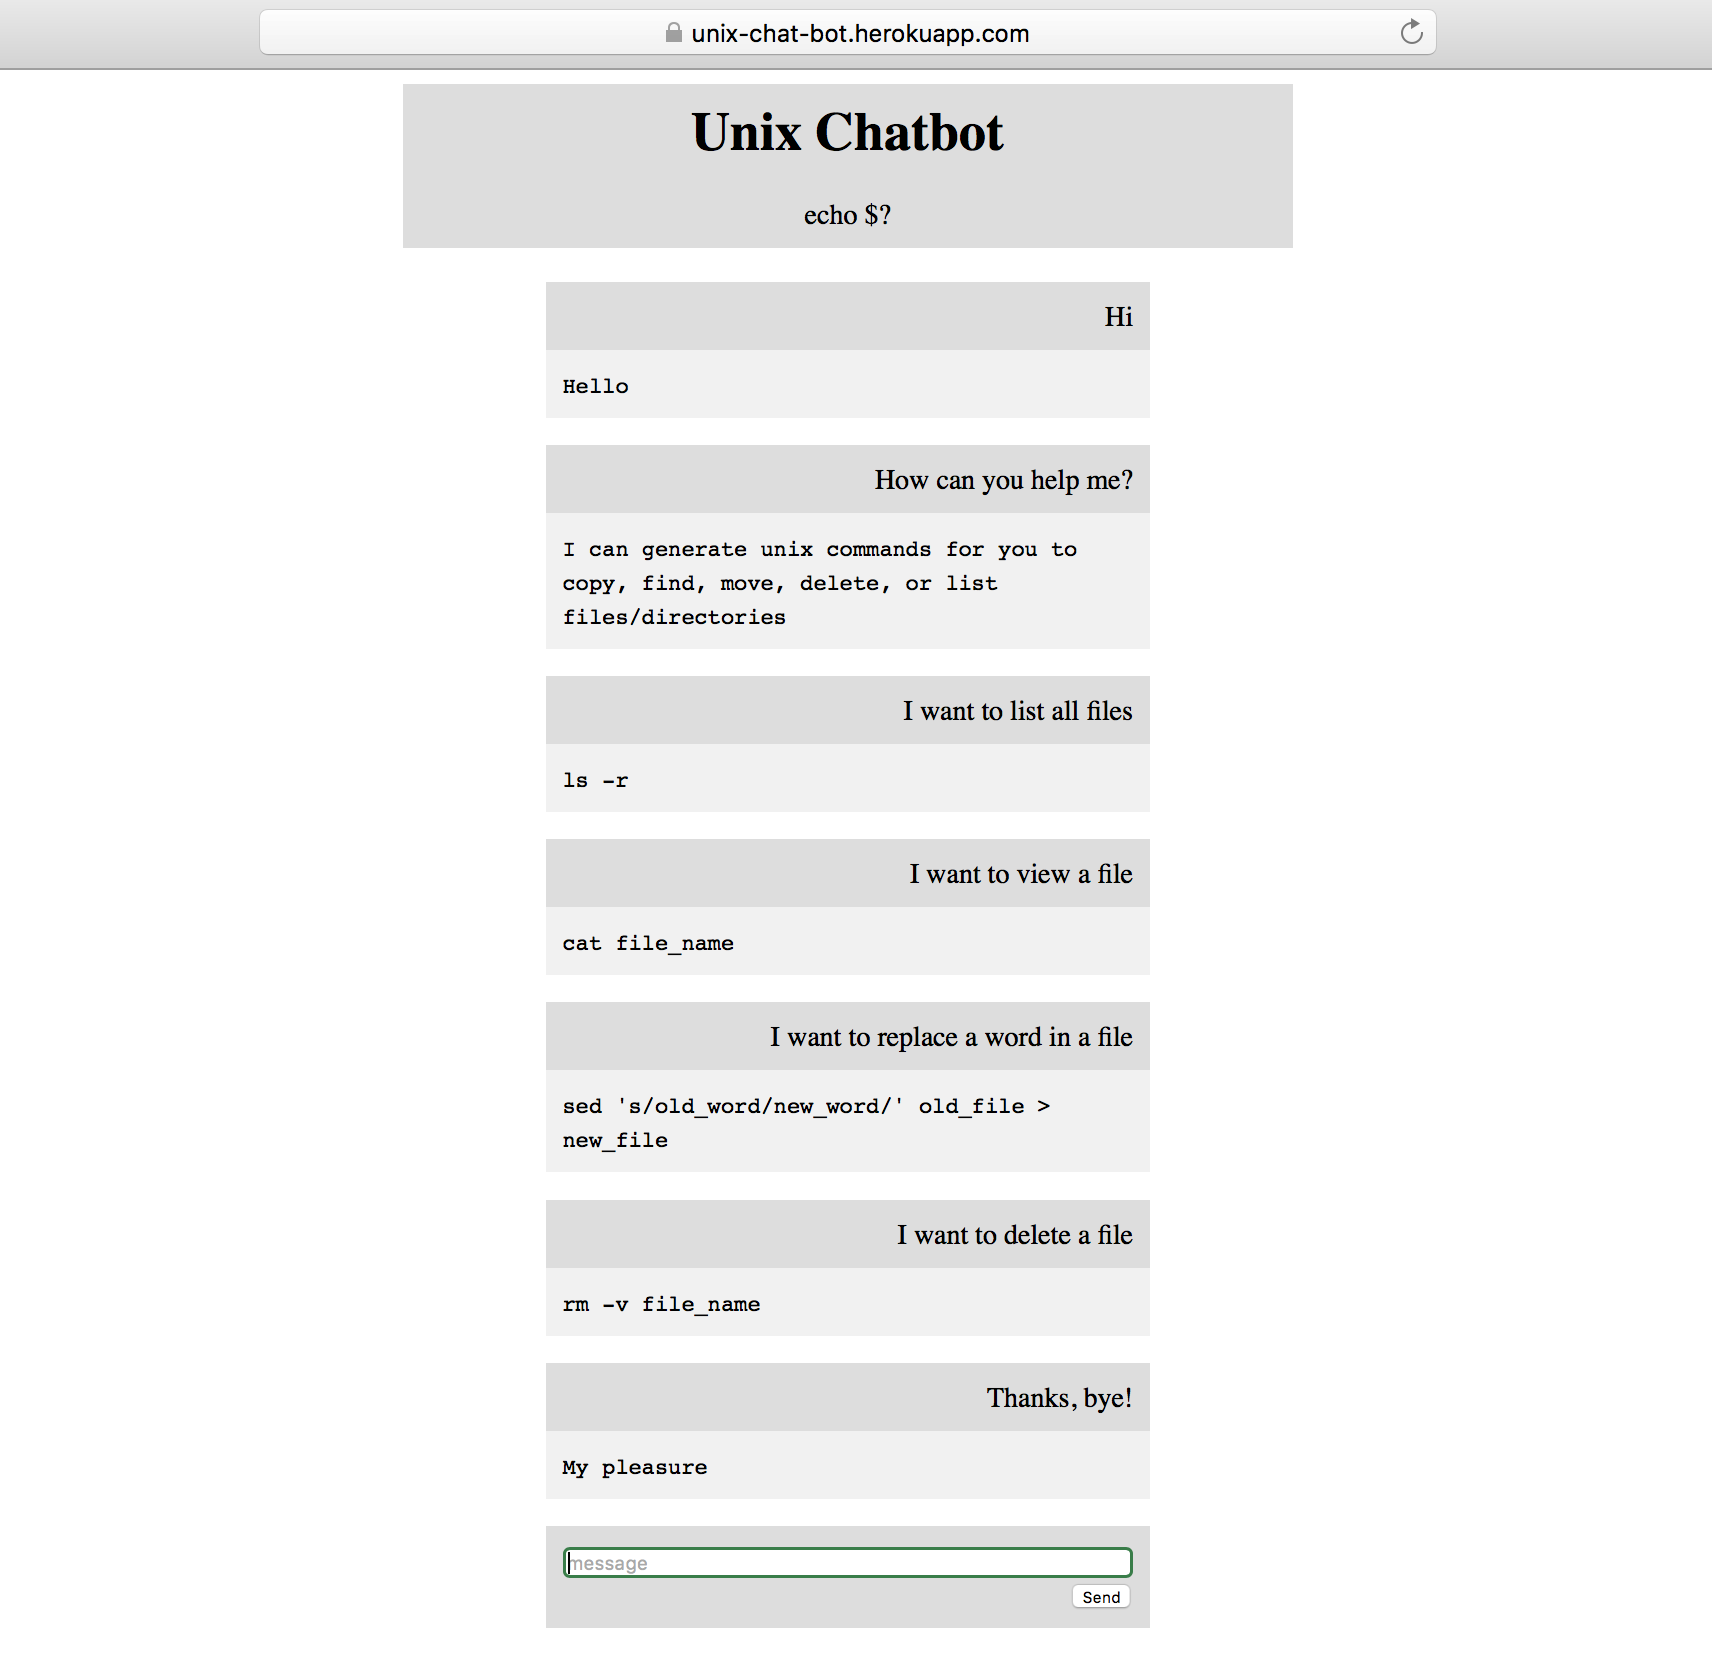 unix-chat-bot.herokuapp.com
Unix Chatbot
echo $?
Hi
Hello
How can you help me?
I can generate unix commands for you to
copy, find, move, delete, or list
files/directories
I want to list all files
ls -r
I want to view a file
cat file_name
I want to replace a word in a file
sed 's/old_word/new_word/' old_file >
new_file
I want to delete a file
rm -v file_name
Thanks, bye!
My pleasure
message
Send